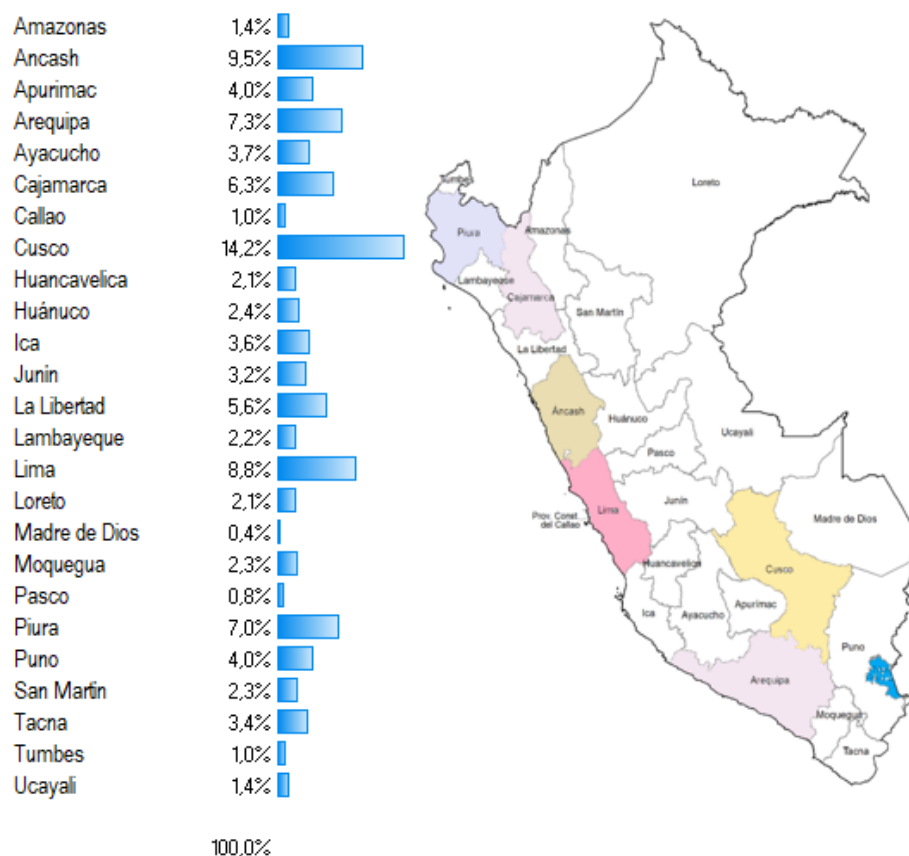 Amazonas 1,4%
Ancash 9,5%
Apurimac 4,0%
Arequipa 7,3%
Ayacucho 3,7%
Cajamarca 6,3%
Callao 1,0%
Cusco 14,2%
Huancavelica 2,1%
Huánuco 2,4%
Ica 3,6%
Junín 3,2%
La Libertad 5,6%
Lambayeque 2,2%
Lima 8,8%
Loreto 2,1%
Madre de Dios 0,4%
Moquegua 2,3%
Pasco 0,8%
Piura 7,0%
Puno 4,0%
San Martin 2,3%
Tacna 3,4%
Tumbes 1,0%
Ucayali 1,4%
100,0%
Tumbes
Loreto
Piura
Amazonas
Lambayeque
Cajamarca
San Martín
La Libertad
Áncash
Huánuco
Ucayali
Pasco
Junín
Lima
Prov. Const.
del Callao
Madre de Dios
Huancavelica
Cusco
Ica
Ayacucho
Apurímac
Puno
Arequipa
Moquegua
Tacna